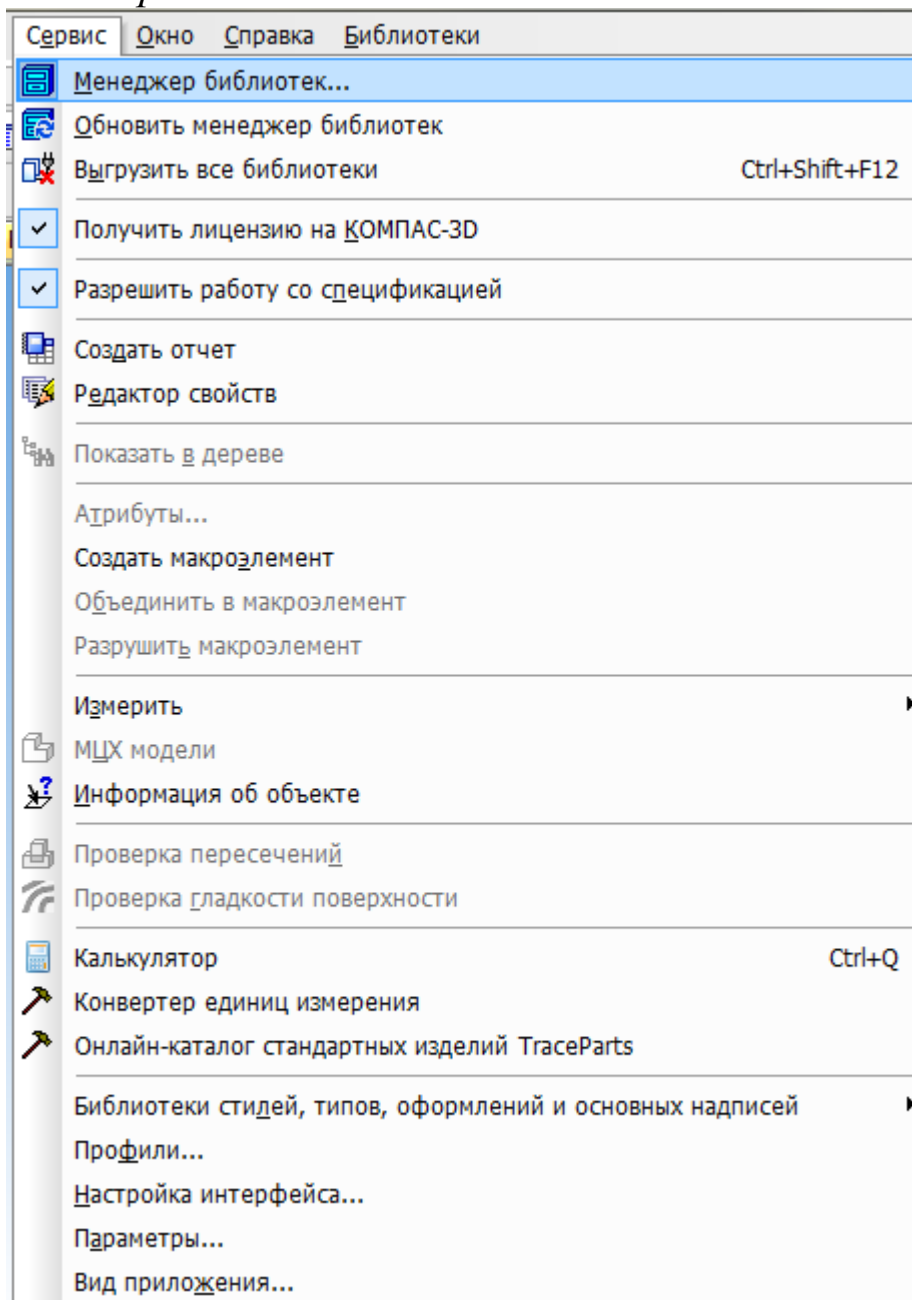 Сервис Окно Справка Библиотеки
Менеджер библиотек...
Обновить менеджер библиотек
Выгрузить все библиотеки Ctrl+Shift+F12
Получить лицензию на КОМПАС-3D
Разрешить работу со спецификацией
Создать отчет
Редактор свойств
Показать в дереве
Атрибуты...
Создать макроэлемент
Объединить в макроэлемент
Разрушить макроэлемент
Измерить
МЦХ модели
Информация об объекте
Проверка пересечений
Проверка гладкости поверхности
Калькулятор Ctrl+Q
Конвертер единиц измерения
Онлайн-каталог стандартных изделий TraceParts
Библиотеки стилей, типов, оформлений и основных надписей
Профили...
Настройка интерфейса...
Параметры...
Вид приложения...